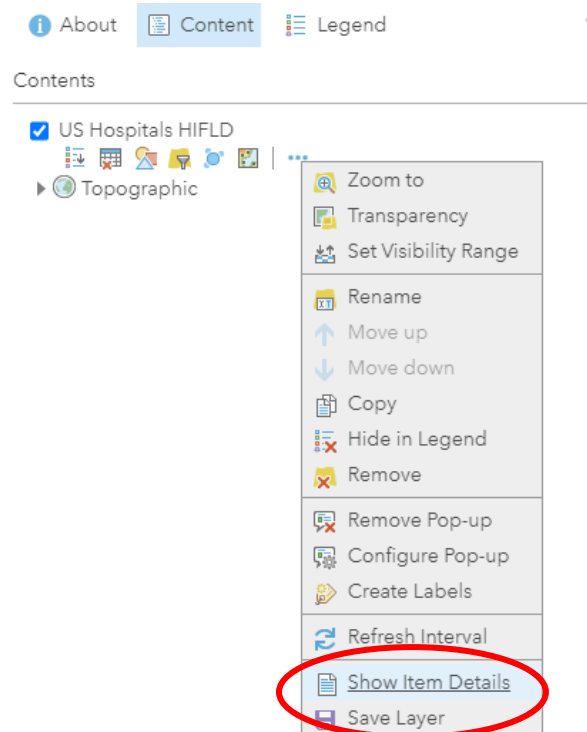 About Content Legend
Contents
US Hospitals HIFLD
Topographic
Zoom to
Transparency
Set Visibility Range
Rename
Move up
Move down
Copy
Hide in Legend
Remove
Remove Pop-up
Configure Pop-up
Create Labels
Refresh Interval
Show Item Details
Save Layer